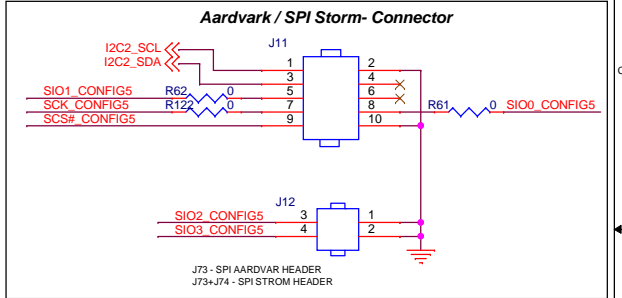 Aardvark / SPI Storm- Connector
J11
I2C2_SCL
I2C2_SDA
1 2
3 4
SIO1_CONFIG5 R62 0 5 6
SCK_CONFIG5 R122 0 7 8 R61 0 SIO0_CONFIG5
SCS#_CONFIG5 9 10
J12
SIO2_CONFIG5 3 1
SIO3_CONFIG5 4 2
J73 - SPI AARDVAR HEADER
J73+J74 - SPI STROM HEADER